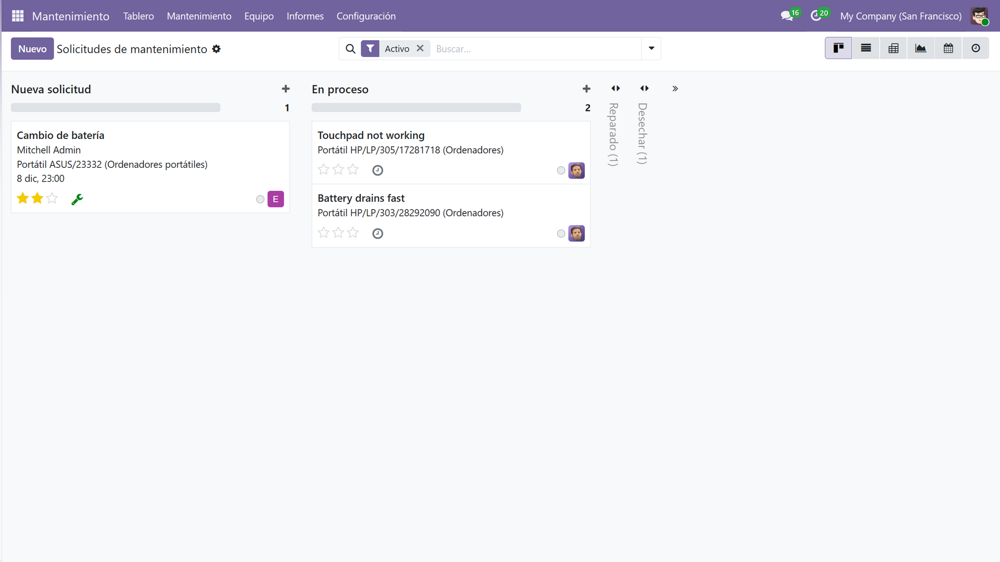 Mantenimiento Tablero Mantenimiento Equipo Informes Configuración 16 20 My Company (San Francisco)
Nuevo Solicitudes de mantenimiento Activo Buscar...
Nueva solicitud
1
Cambio de batería
Mitchell Admin
Portátil ASUS/23332 (Ordenadores portátiles)
8 dic, 23:00
E
En proceso
2
Touchpad not working
Portátil HP/LP/305/17281718 (Ordenadores)
Battery drains fast
Portátil HP/LP/303/28292090 (Ordenadores)
Reparado (1)
Desechar (1)